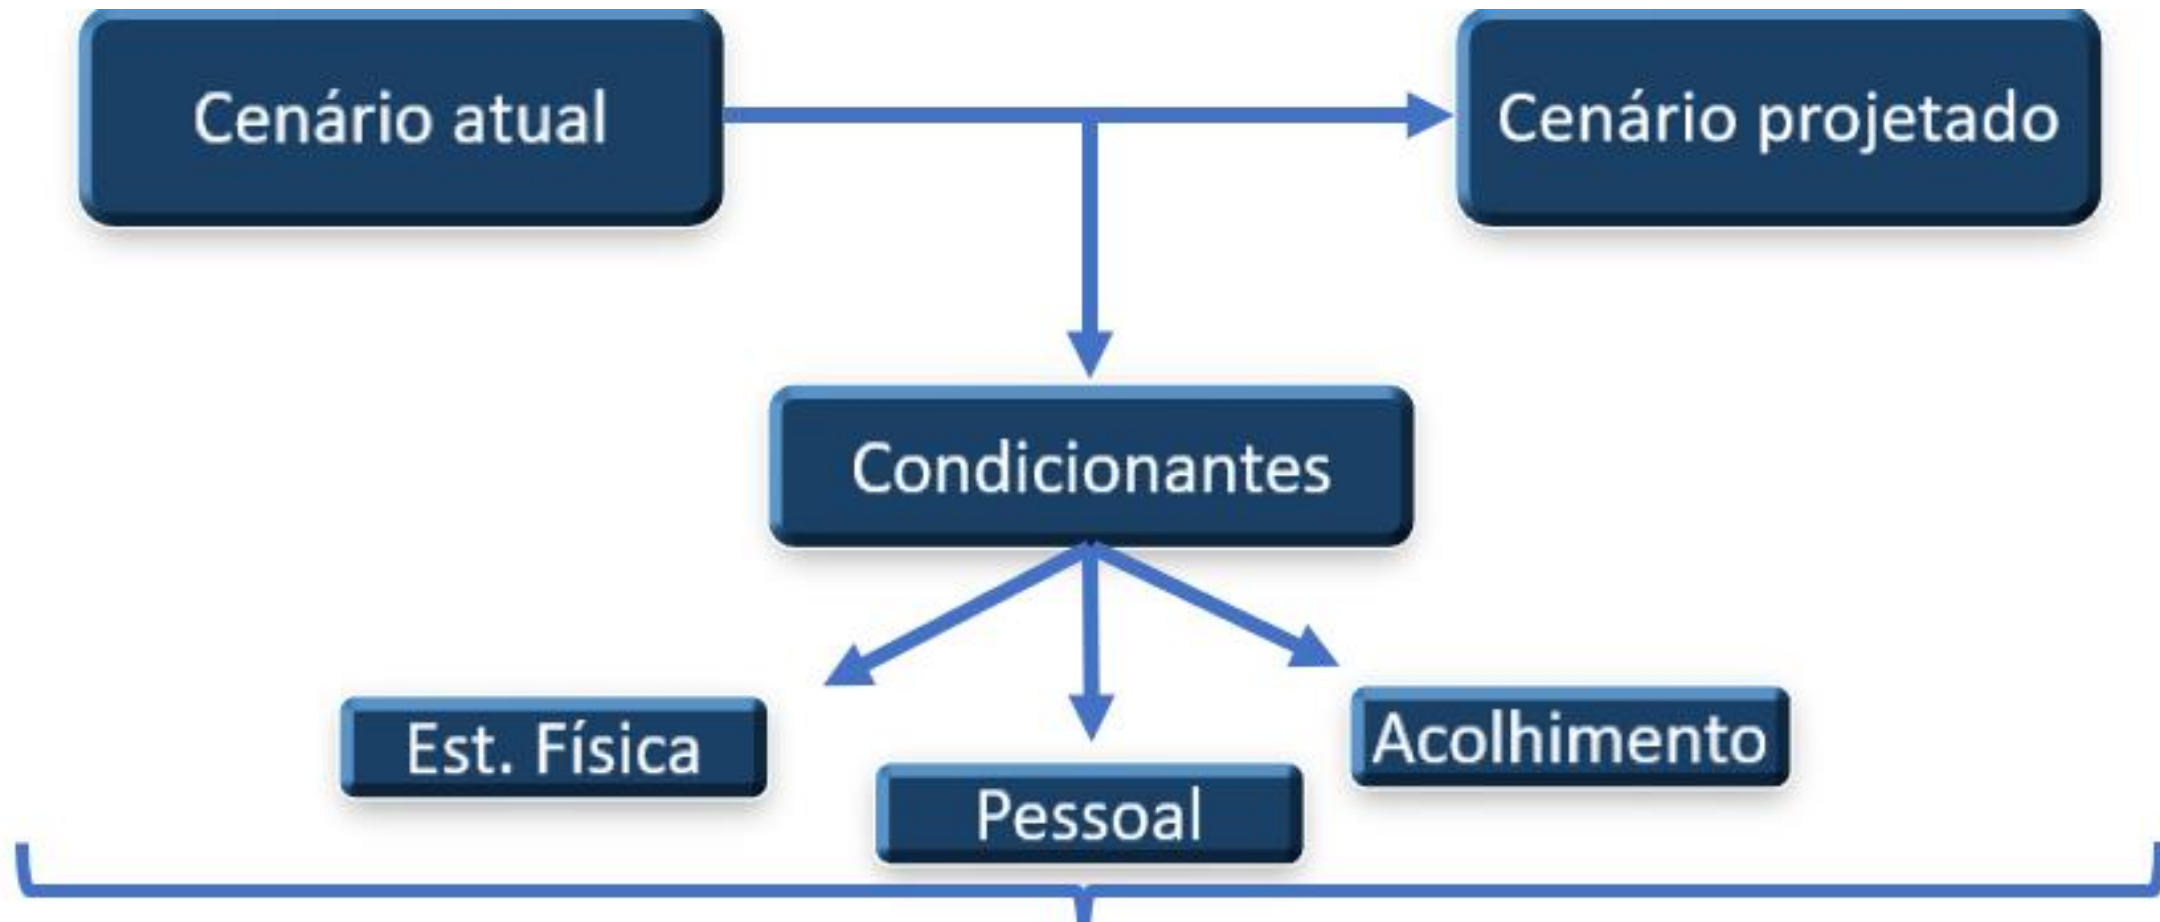 Cenário atual
Cenário projetado
Condicionantes
Est. Física
Pessoal
Acolhimento